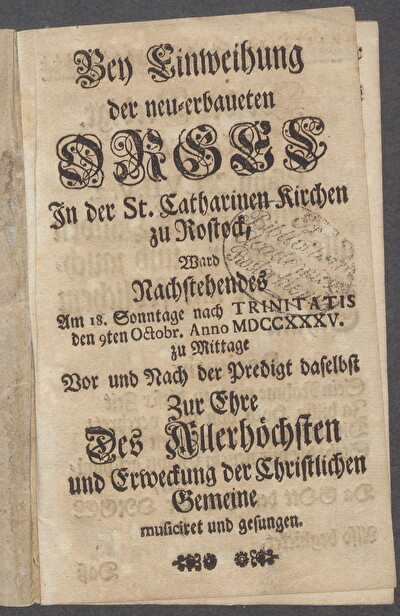 Bey Einweihung
der neu-erbaueten
ORGEL
In der St. Catharinen Kirchen
zu Rostock,
Ward
Nachstehendes
Am 18. Sonntage nach TRINITATIS
den 9ten Octobr. Anno MDCCXXXV.
zu Mittage
Vor und Nach der Predigt daselbst
Zur Ehre
Des Allerhöchsten
und Erweckung der Christlichen
Gemeine
musiciret und gesungen.